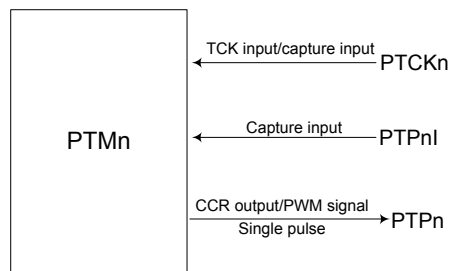 TCK input/capture input
PTCKn
PTMn
Capture input
PTPnI
CCR output/PWM signal
Single pulse
PTPn